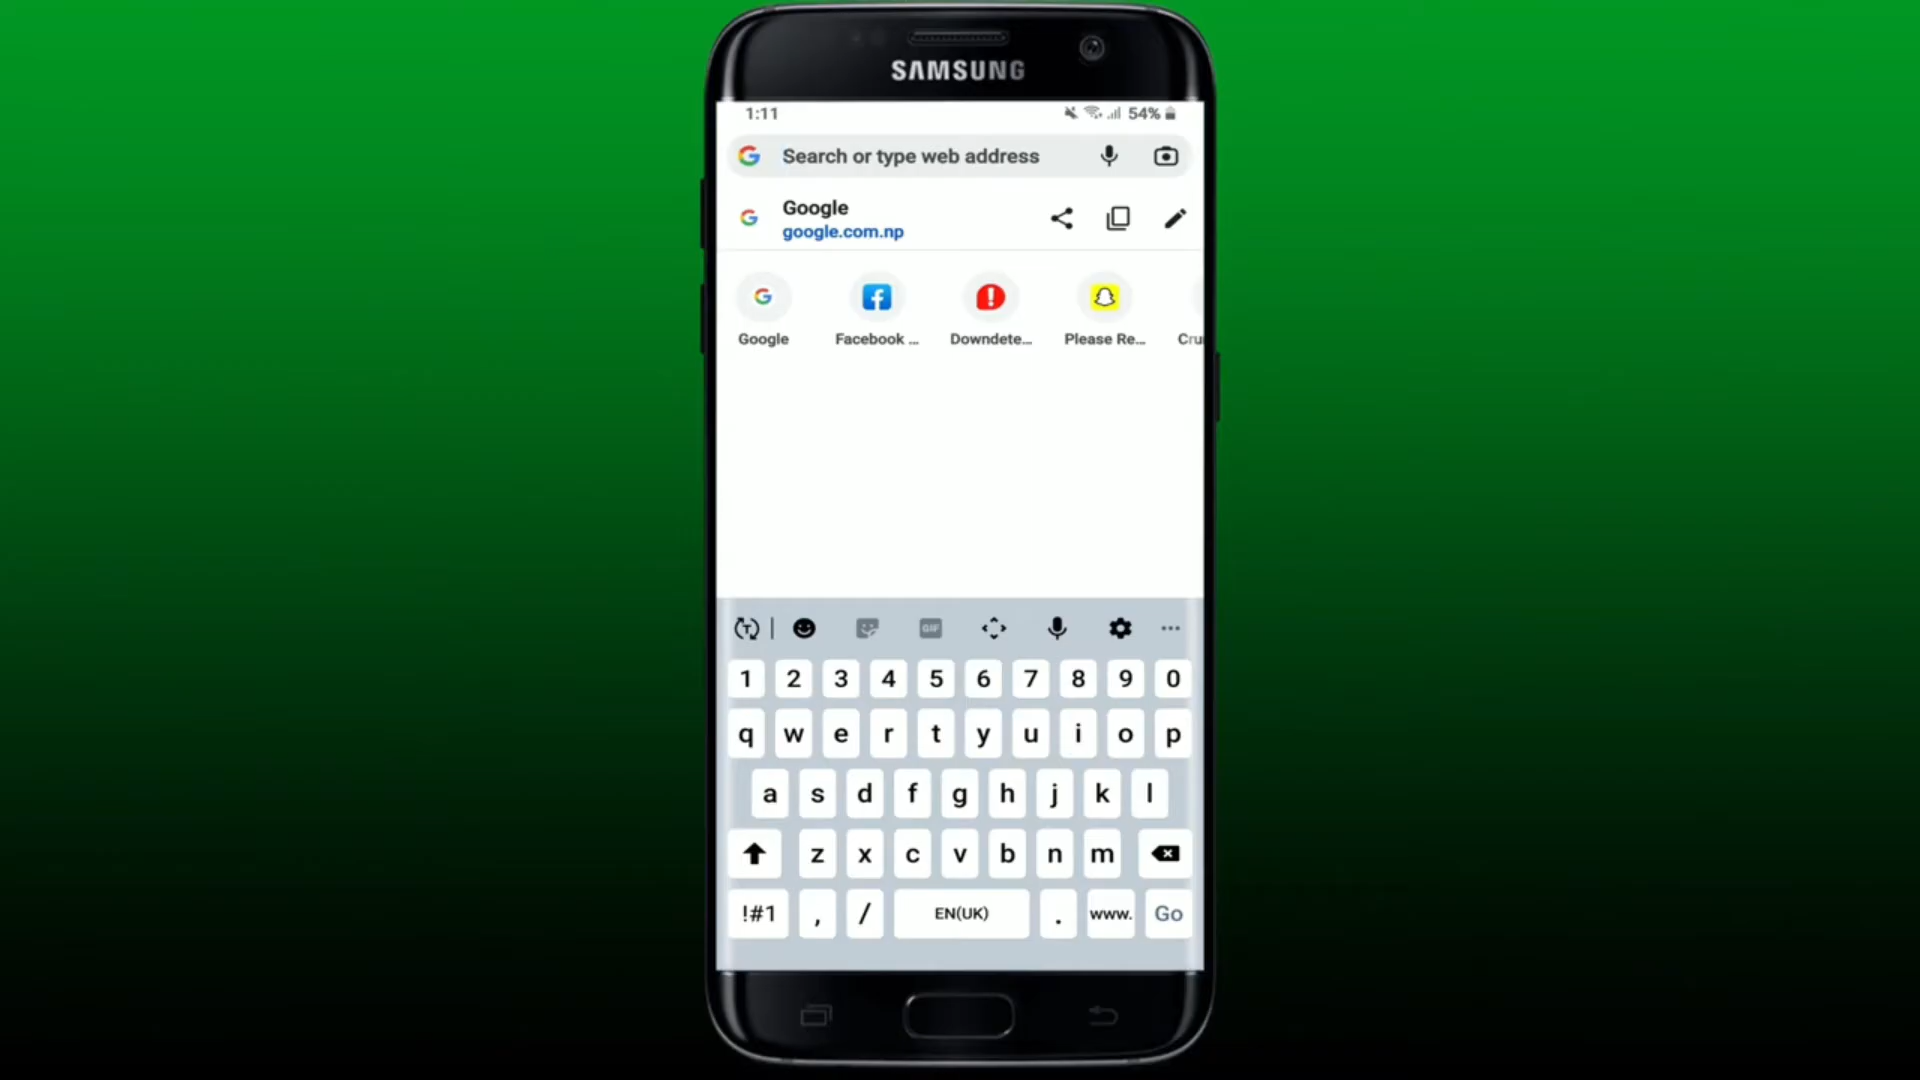 SAMSUNG
1:11
54%
Search or type web address
Google
google.com.np
Google
Facebook ...
Downdete...
Please Re...
Cru
GIF
1 2 3 4 5 6 7 8 9 0
q w e r t y u i o p
a s d f g h j k l
z x c v b n m
!#1 , / EN(UK) . www. Go